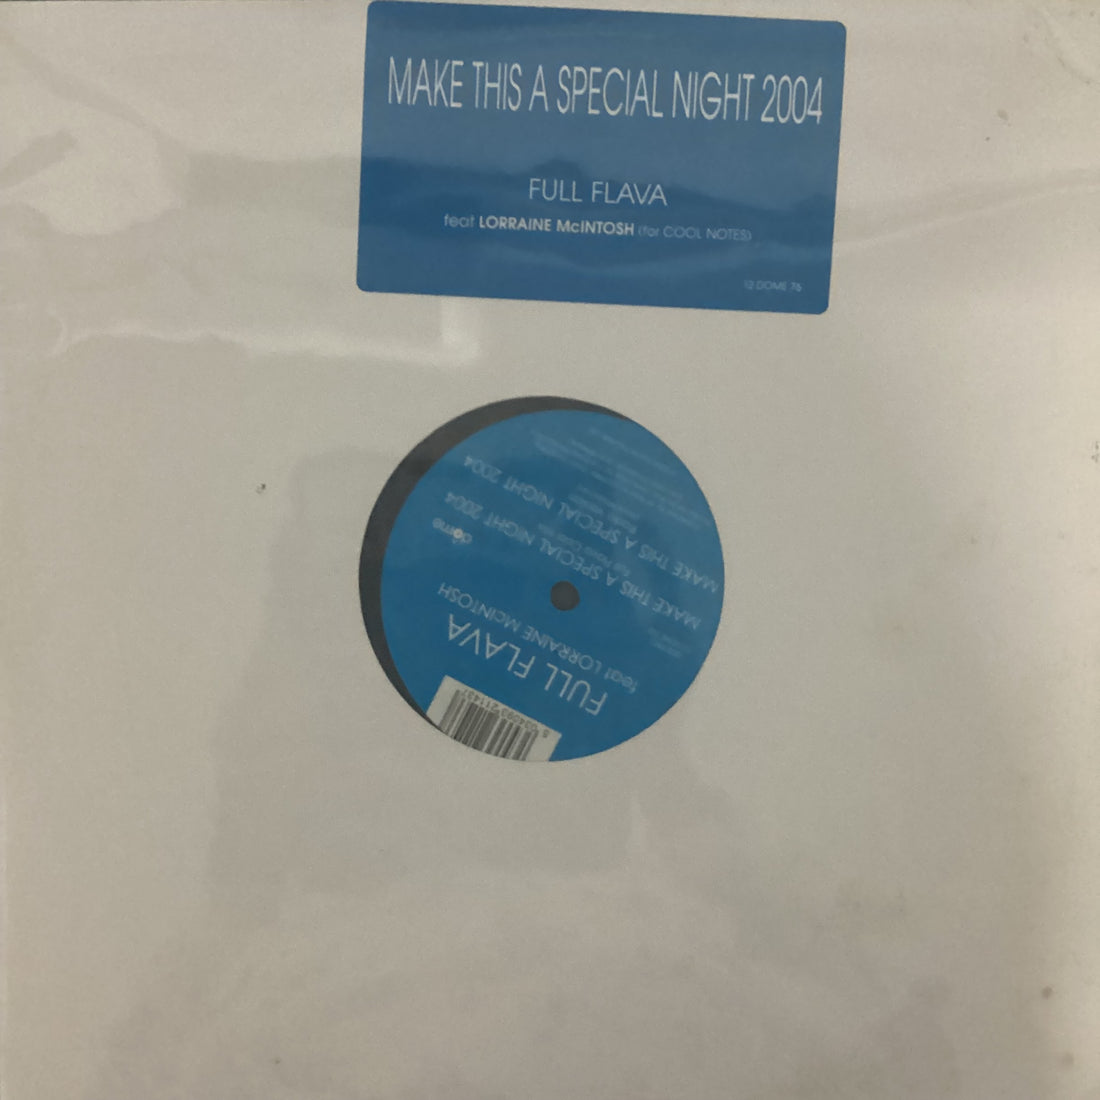 MAKE THIS A SPECIAL NIGHT 2004
FULL FLAVA
feat LORRAINE McINTOSH (for COOL NOTES)
12 DOME 76
FULL FLAVA
feat LORRAINE McINTOSH
dome
MAKE THIS A SPECIAL NIGHT 2004
MAKE THIS A SPECIAL NIGHT 2004